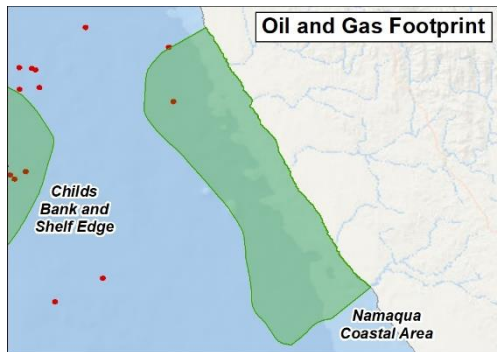 Oil and Gas Footprint
Childs
Bank and
Shelf Edge
Namaqua
Coastal Area